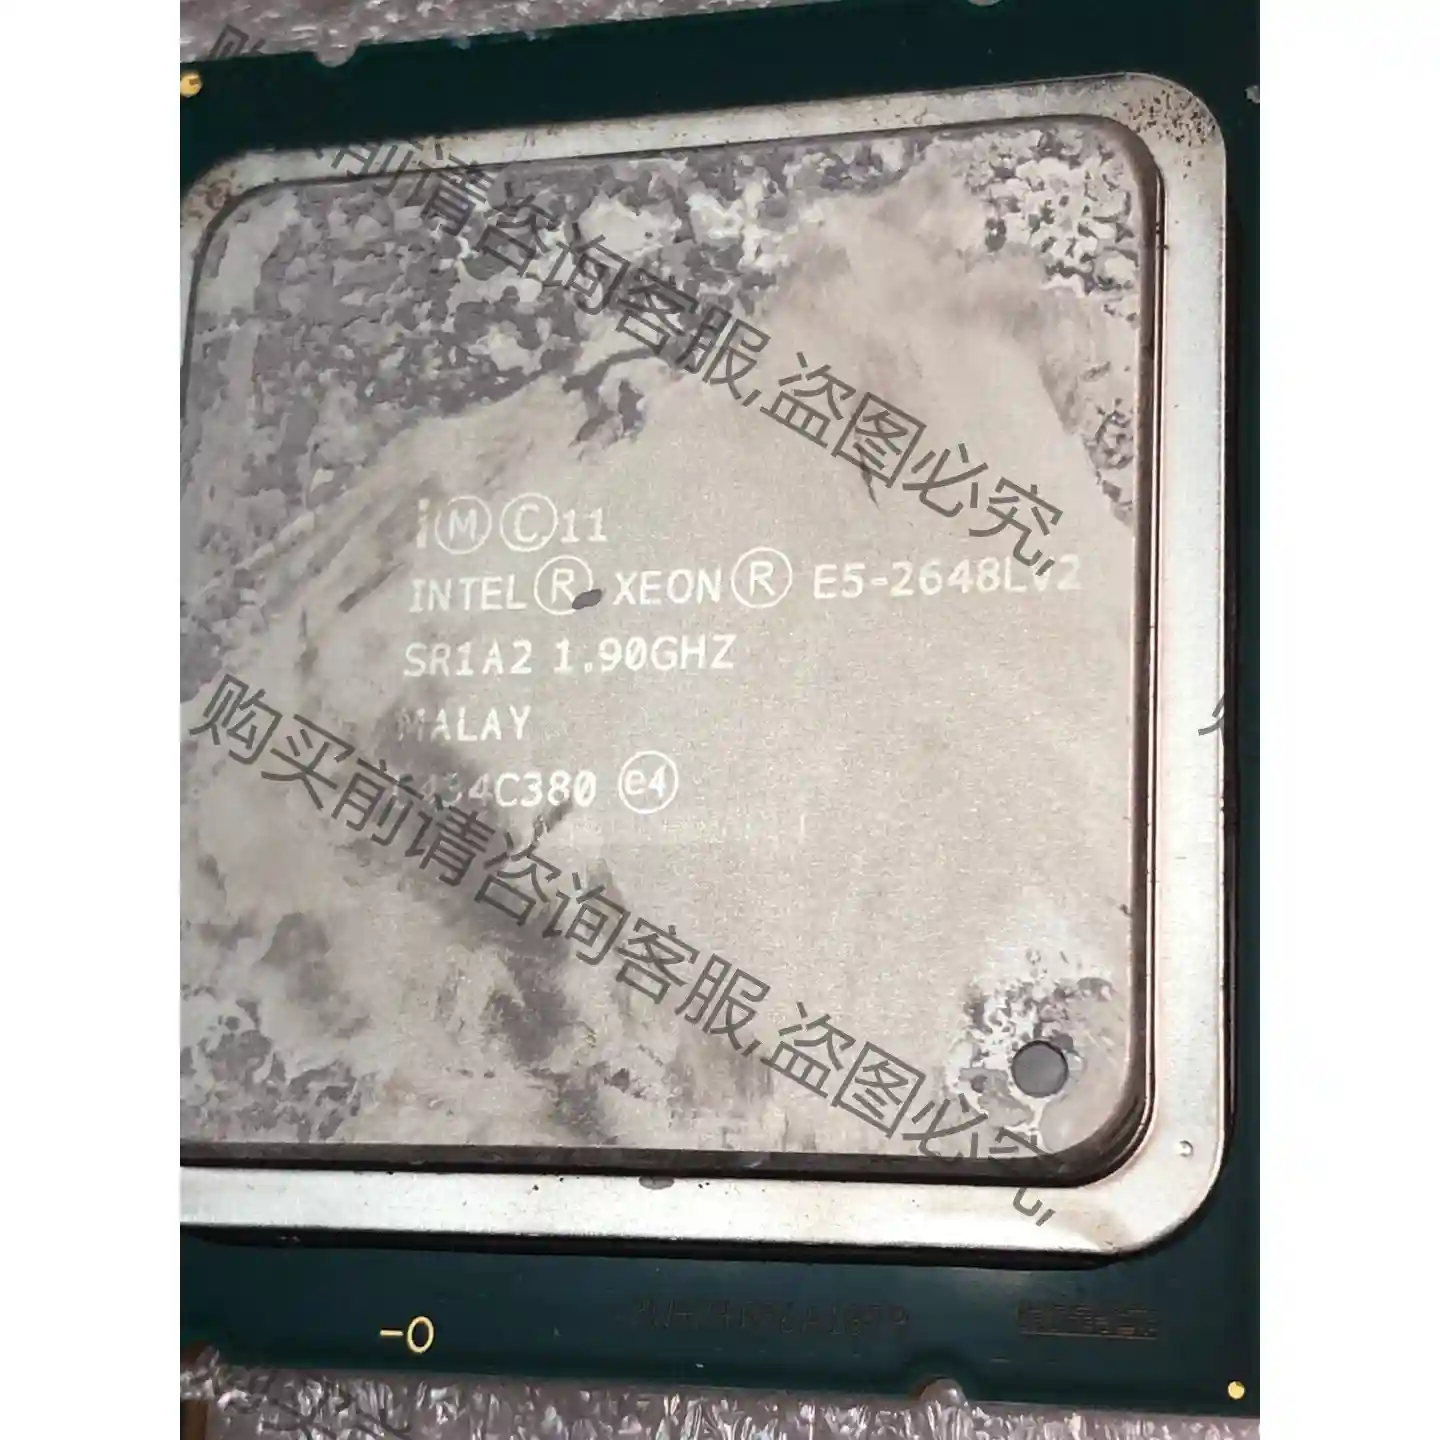 购买前请咨询客服,盗图必究,
i Ⓜ Ⓒ 11
INTEL® XEON® E5-2648LV2
SR1A2 1.90GHZ
MALAY
C380 e4
购买前请咨询客服,盗图必究,
-O